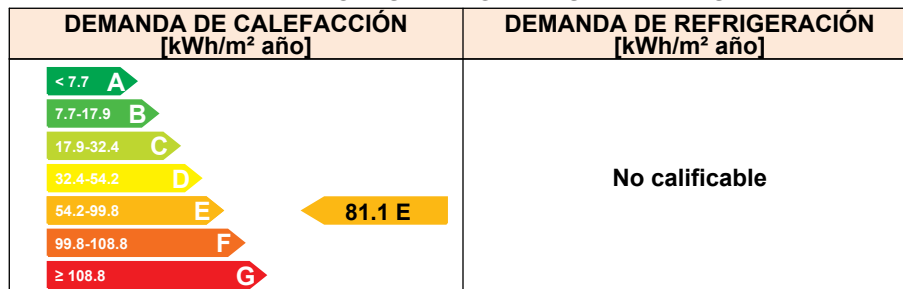 DEMANDA DE CALEFACCIÓN
[kWh/m² año]
DEMANDA DE REFRIGERACIÓN
[kWh/m² año]
< 7.7 A
7.7-17.9 B
17.9-32.4 C
32.4-54.2 D
54.2-99.8 E
81.1 E
99.8-108.8 F
≥ 108.8 G
No calificable